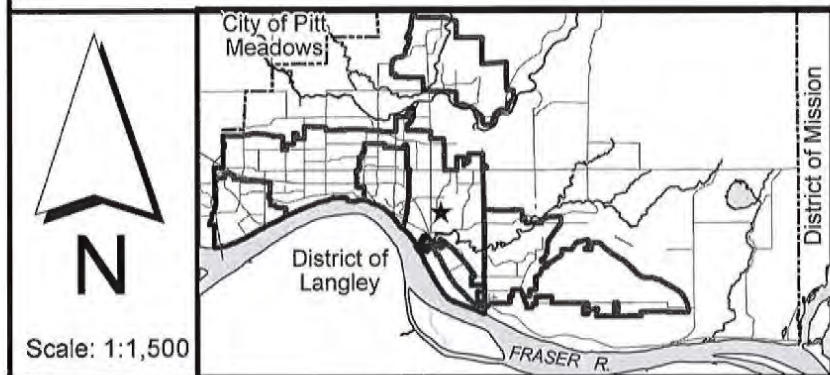 N
Scale: 1:1,500
City of Pitt
Meadows
District of
Langley
FRASER R.
District of Mission